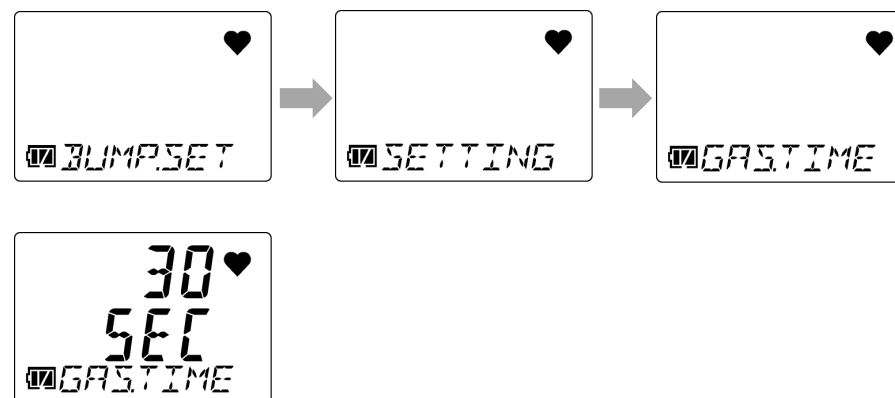 BUMP.SET
SETTING
GAS.TIME
30
SEC
GAS.TIME